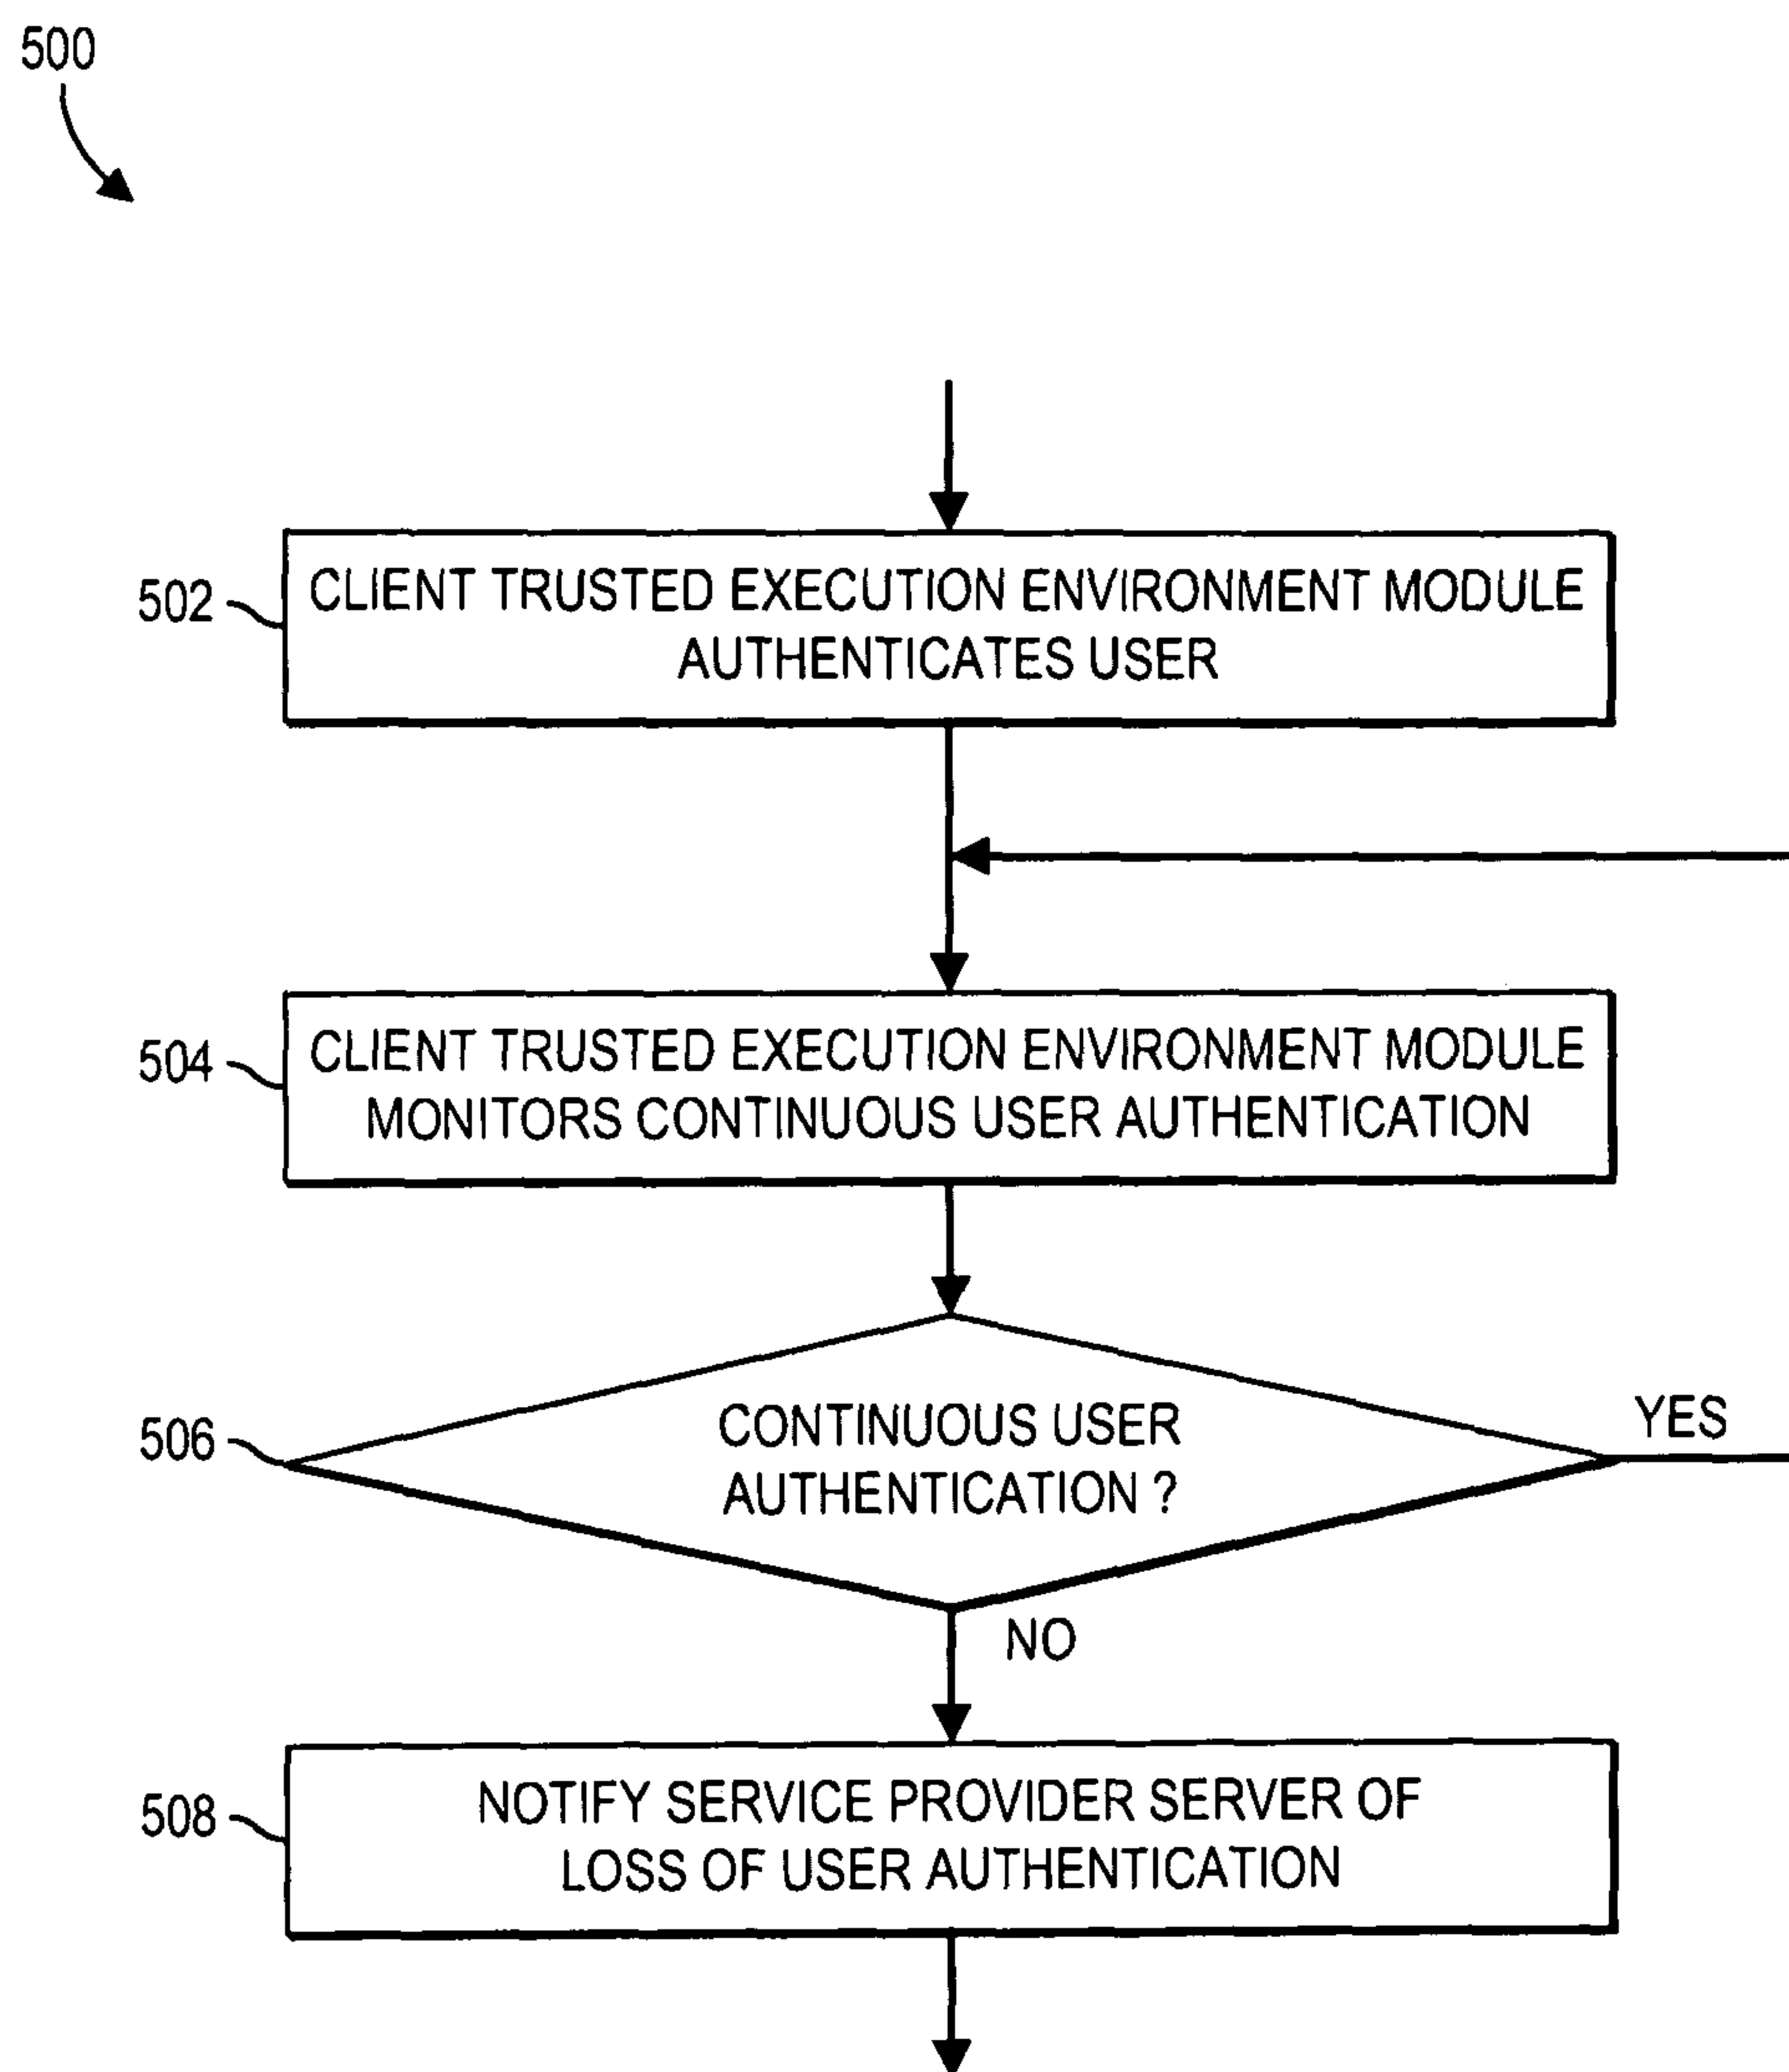 500
502
CLIENT TRUSTED EXECUTION ENVIRONMENT MODULE
AUTHENTICATES USER
504
CLIENT TRUSTED EXECUTION ENVIRONMENT MODULE
MONITORS CONTINUOUS USER AUTHENTICATION
506
CONTINUOUS USER
AUTHENTICATION ?
YES
NO
508
NOTIFY SERVICE PROVIDER SERVER OF
LOSS OF USER AUTHENTICATION